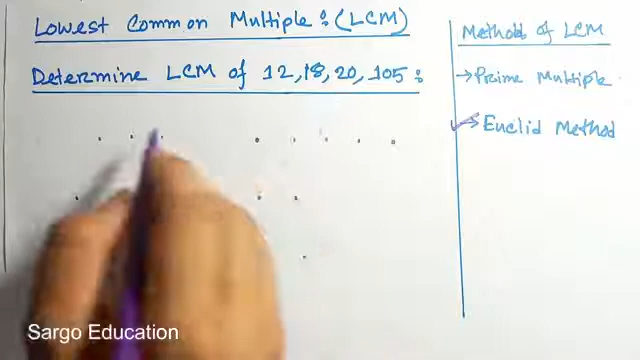 Lowest Common Multiple: (LCM)
Determine LCM of 12, 18, 20, 105:
Methods of LCM
→ Prime Multiple
→ Euclid Method
Sargo Education